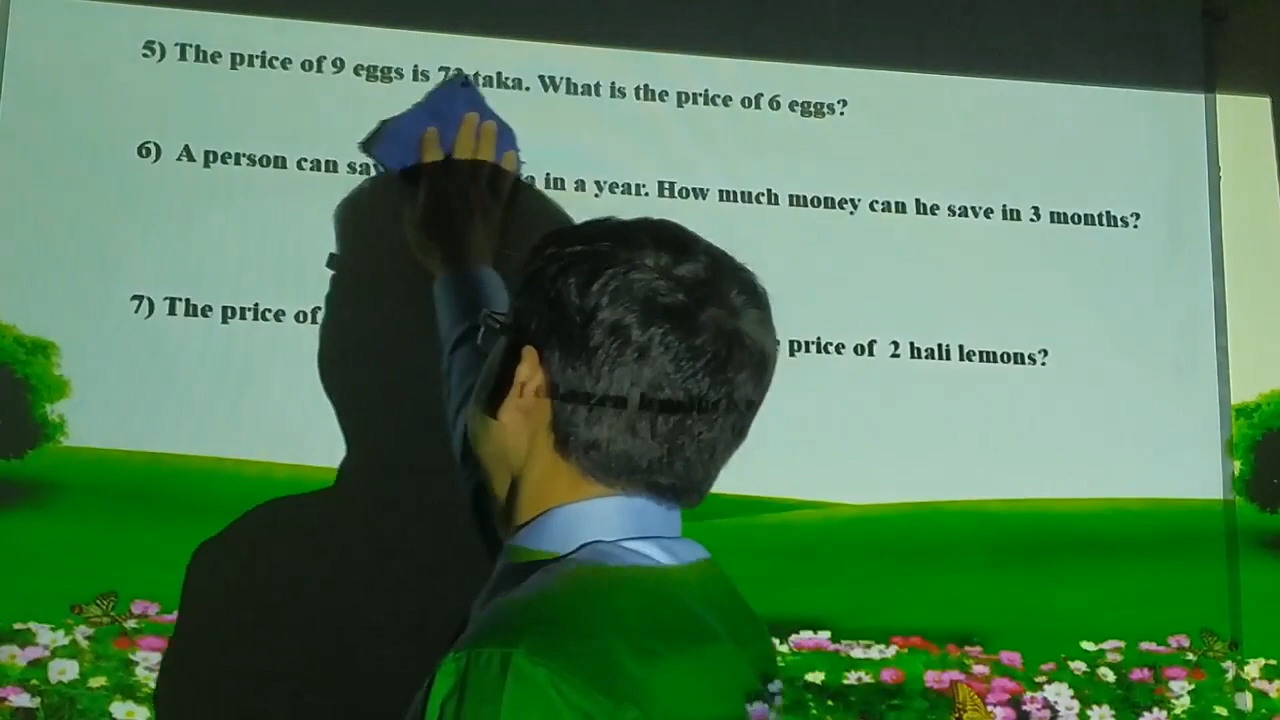 5) The price of 9 eggs is 72 taka. What is the price of 6 eggs?
6) A person can in a year. How much money can he save in 3 months?
7) The price of price of 2 hali lemons?